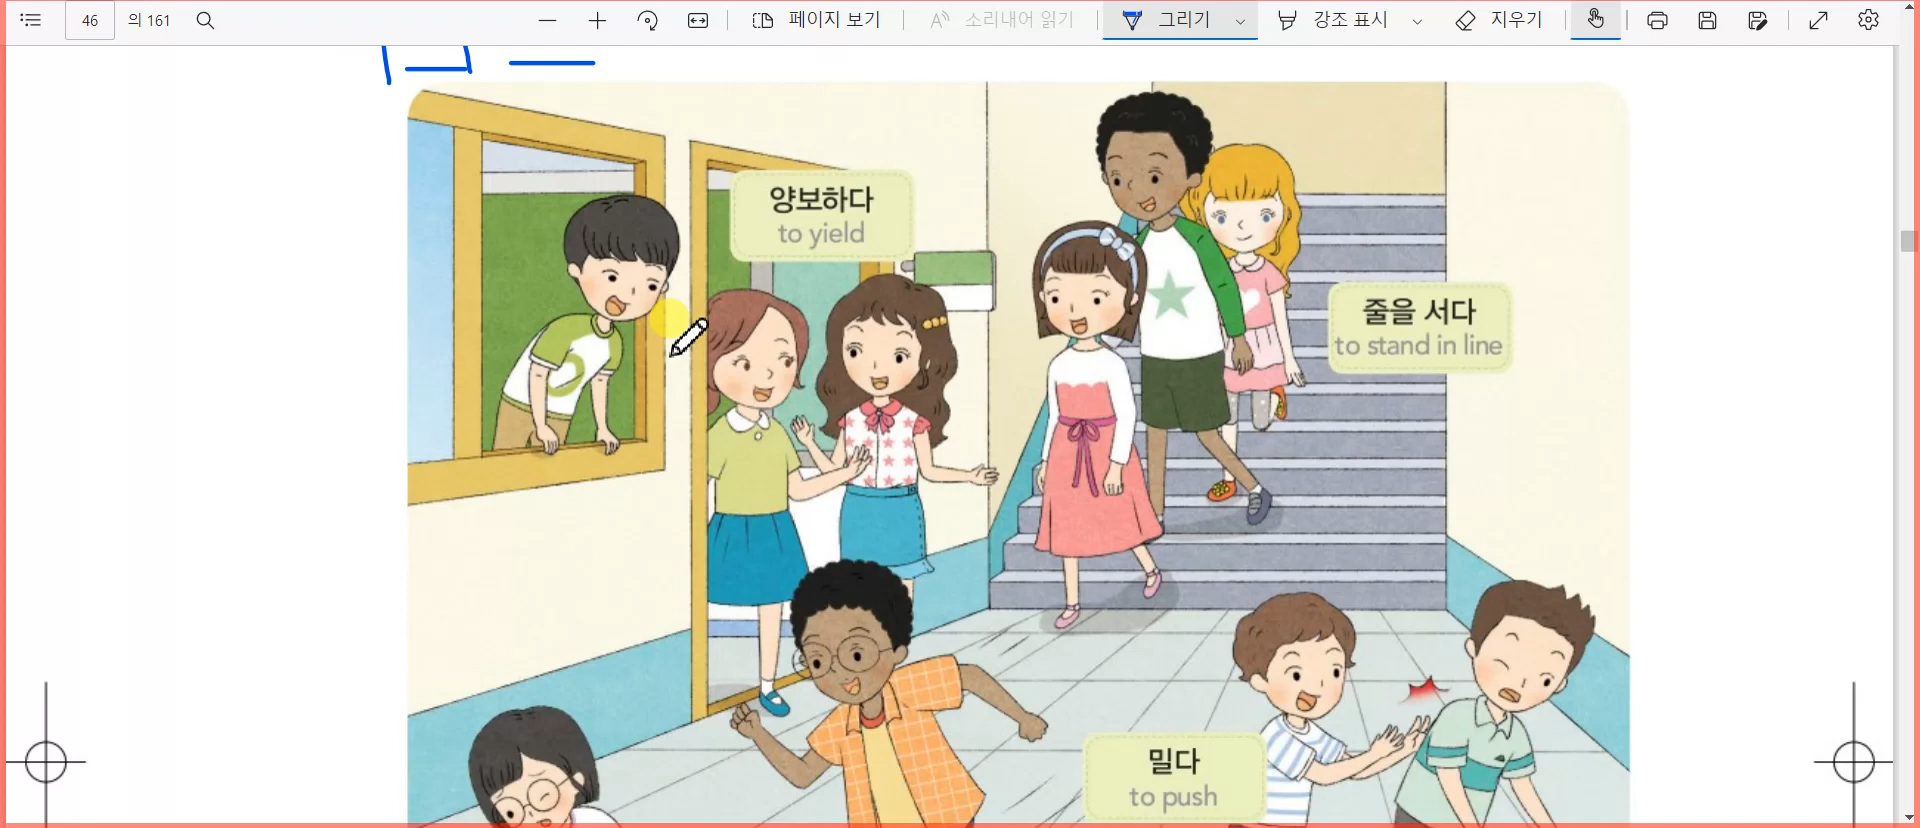 46 의 161 페이지 보기 소리내어 읽기 그리기 강조 표시 지우기
양보하다
to yield
줄을 서다
to stand in line
밀다
to push